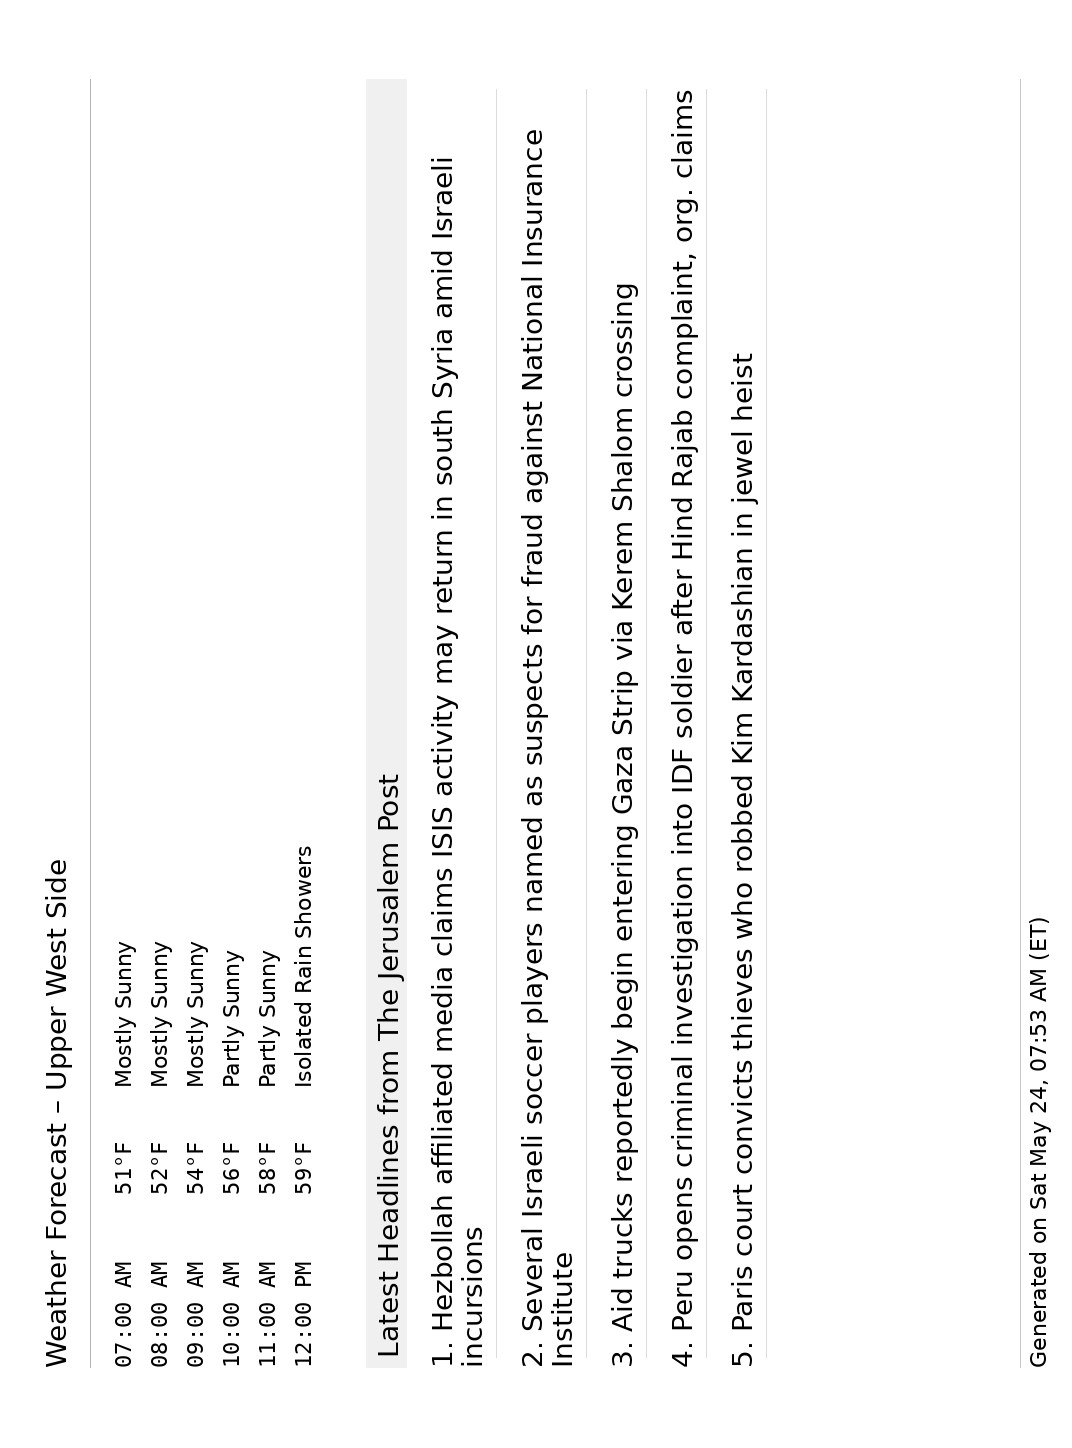 Weather Forecast – Upper West Side
07:00 AM 51°F Mostly Sunny
08:00 AM 52°F Mostly Sunny
09:00 AM 54°F Mostly Sunny
10:00 AM 56°F Partly Sunny
11:00 AM 58°F Partly Sunny
12:00 PM 59°F Isolated Rain Showers
Latest Headlines from The Jerusalem Post
1. Hezbollah affiliated media claims ISIS activity may return in south Syria amid Israeli
incursions
2. Several Israeli soccer players named as suspects for fraud against National Insurance
Institute
3. Aid trucks reportedly begin entering Gaza Strip via Kerem Shalom crossing
4. Peru opens criminal investigation into IDF soldier after Hind Rajab complaint, org. claims
5. Paris court convicts thieves who robbed Kim Kardashian in jewel heist
Generated on Sat May 24, 07:53 AM (ET)